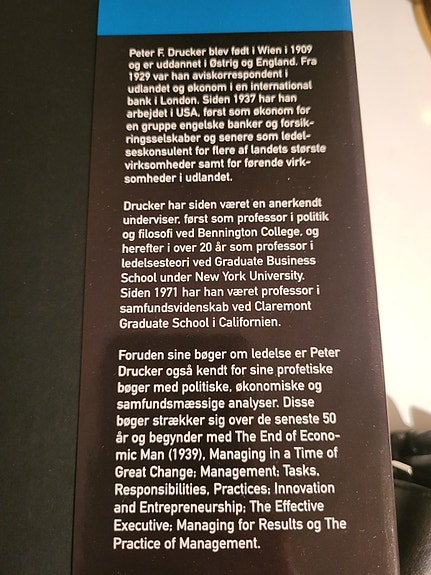 Peter F. Drucker blev født i Wien i 1909
og er uddannet i Østrig og England. Fra
1929 var han aviskorrespondent i
udlandet og økonom i en international
bank i London. Siden 1937 har han
arbejdet i USA, først som økonom for
en gruppe engelske banker og forsik-
ringsselskaber og senere som ledel-
seskonsulent for flere af landets største
virksomheder samt for førende virk-
somheder i udlandet.
Drucker har siden været en anerkendt
underviser, først som professor i politik
og filosofi ved Bennington College, og
herefter i over 20 år som professor i
ledelsesteori ved Graduate Business
School under New York University.
Siden 1971 har han været professor i
samfundsvidenskab ved Claremont
Graduate School i Californien.
Foruden sine bøger om ledelse er Peter
Drucker også kendt for sine profetiske
bøger med politiske, økonomiske og
samfundsmæssige analyser. Disse
bøger strækker sig over de seneste 50
år og begynder med The End of Econo-
mic Man (1939), Managing in a Time of
Great Change; Management; Tasks,
Responsibilities, Practices; Innovation
and Entrepreneurship; The Effective
Executive; Managing for Results og The
Practice of Management.